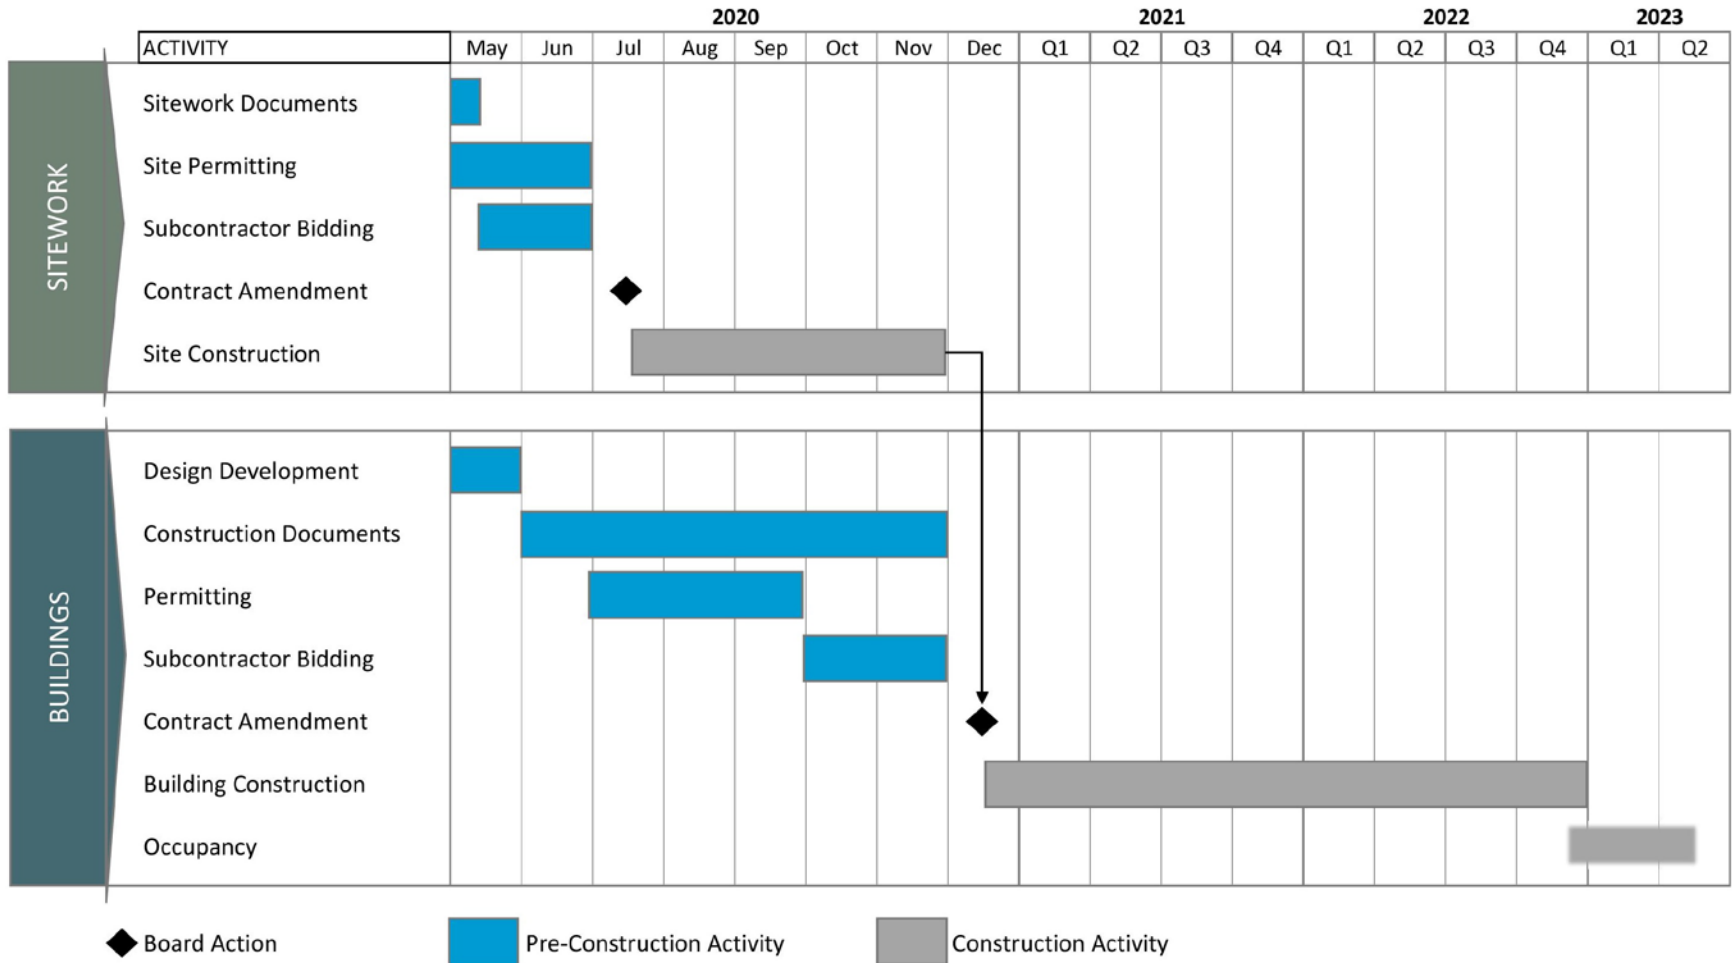 2020 2021 2022 2023
ACTIVITY May Jun Jul Aug Sep Oct Nov Dec Q1 Q2 Q3 Q4 Q1 Q2 Q3 Q4 Q1 Q2
SITEWORK
Sitework Documents
Site Permitting
Subcontractor Bidding
Contract Amendment
Site Construction
BUILDINGS
Design Development
Construction Documents
Permitting
Subcontractor Bidding
Contract Amendment
Building Construction
Occupancy
Board Action Pre-Construction Activity Construction Activity